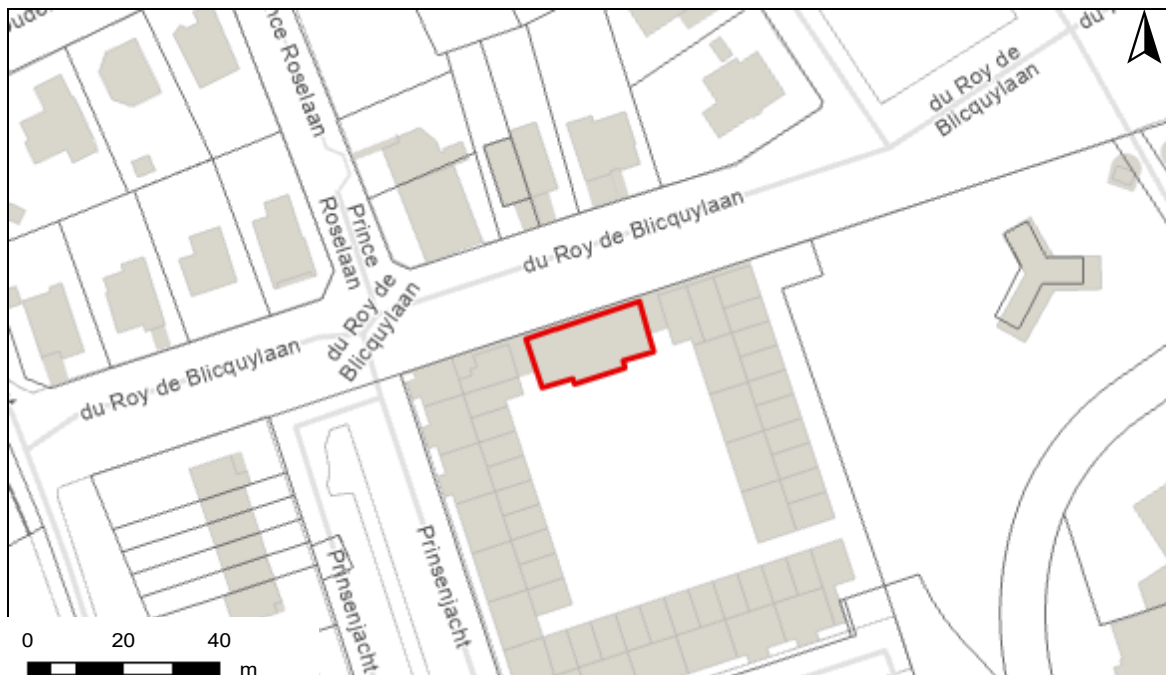 nce Roselaan
du Roy de
Blicquylaan
Prince
Roselaan
du Roy de Blicquylaan
du Roy de
Blicquylaan
du Roy de Blicquylaan
Prinsenjacht
Prinsenjacht
0 20 40
m